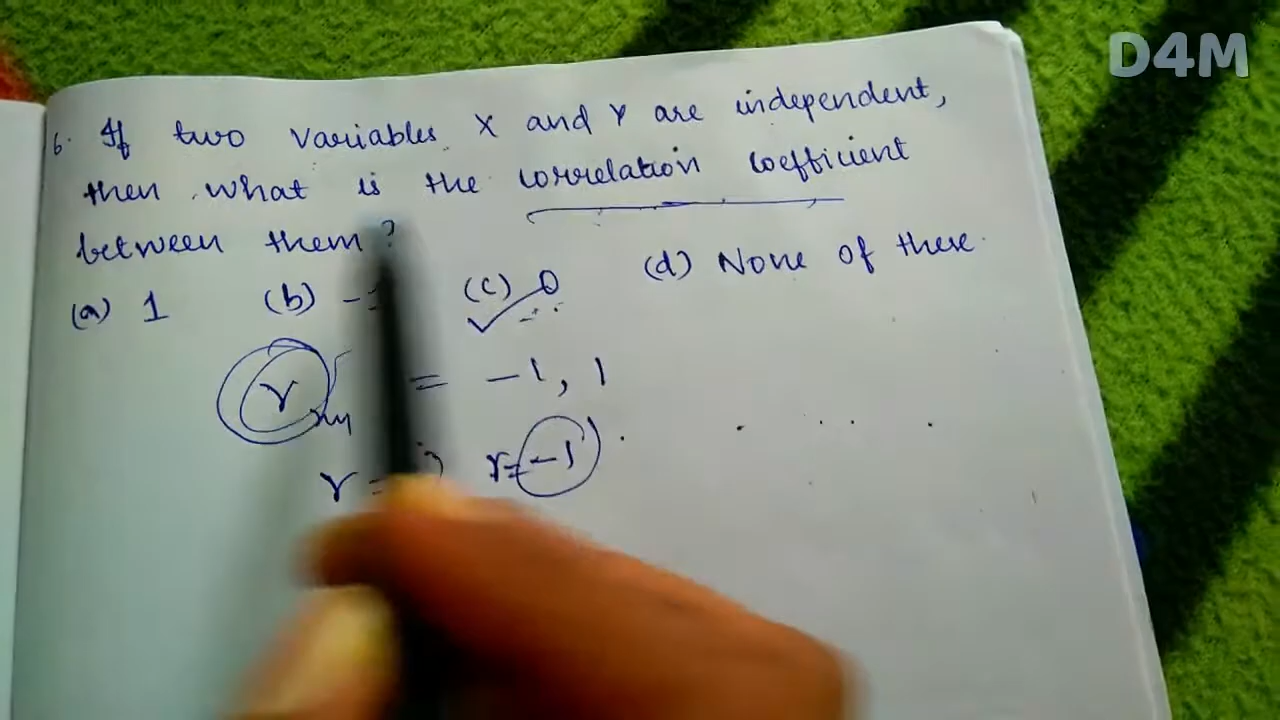 D4M
6. If two variables X and Y are independent,
then what is the correlation coefficient
between them?
(a) 1 (b) - (c) 0 (d) None of these.
r = -1, 1
r = r=-1